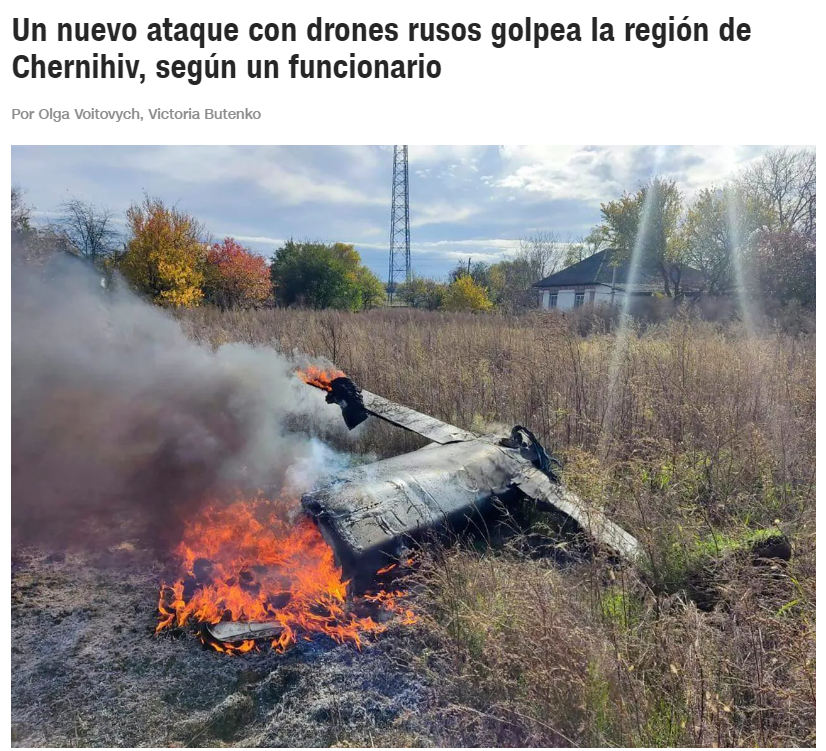 Un nuevo ataque con drones rusos golpea la región de
Chernihiv, según un funcionario
Por Olga Voitovych, Victoria Butenko